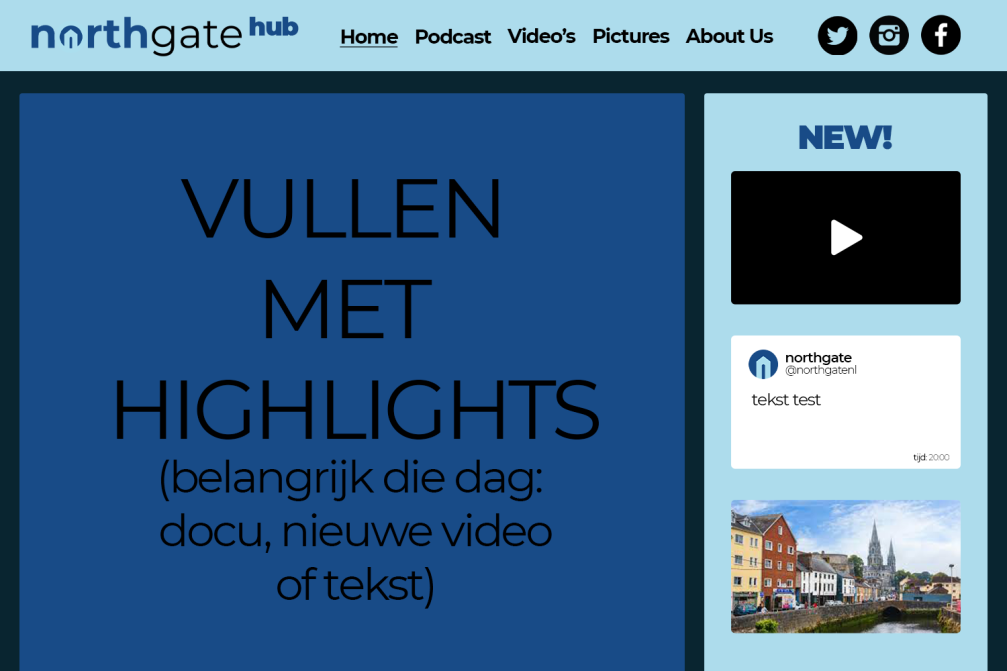 northgate hub
Home Podcast Video's Pictures About Us
VULLEN
MET
HIGHLIGHTS
(belangrijk die dag:
docu, nieuwe video
of tekst)
NEW!
northgate
@northgatenl
tekst test
tijd: 20:00